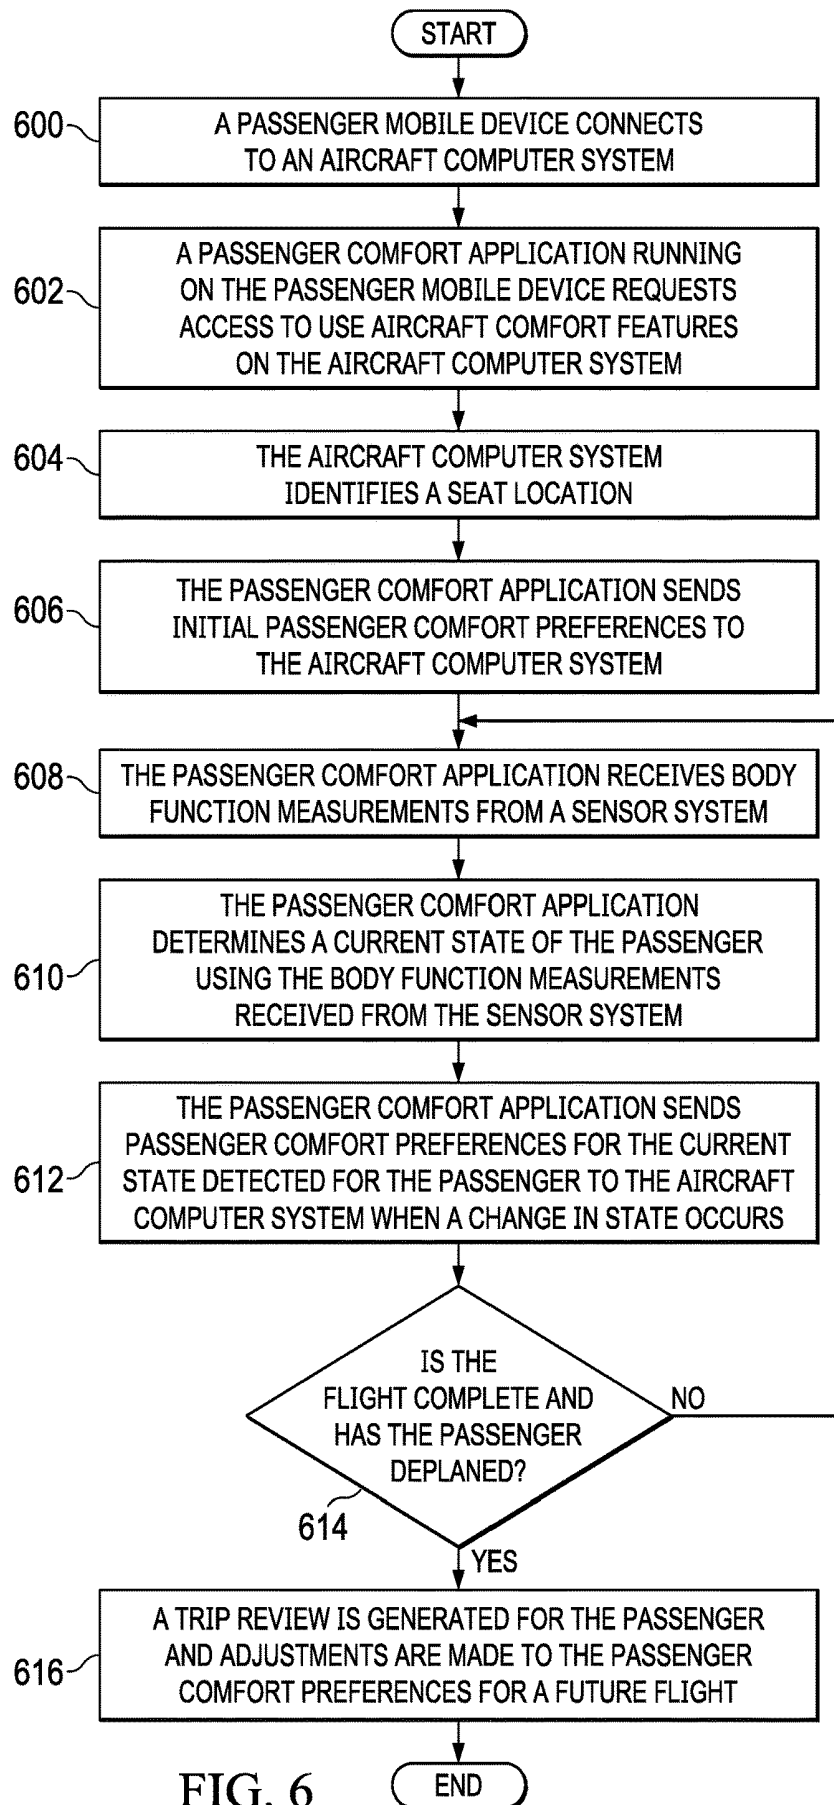 START
600
A PASSENGER MOBILE DEVICE CONNECTS
TO AN AIRCRAFT COMPUTER SYSTEM
602
A PASSENGER COMFORT APPLICATION RUNNING
ON THE PASSENGER MOBILE DEVICE REQUESTS
ACCESS TO USE AIRCRAFT COMFORT FEATURES
ON THE AIRCRAFT COMPUTER SYSTEM
604
THE AIRCRAFT COMPUTER SYSTEM
IDENTIFIES A SEAT LOCATION
606
THE PASSENGER COMFORT APPLICATION SENDS
INITIAL PASSENGER COMFORT PREFERENCES TO
THE AIRCRAFT COMPUTER SYSTEM
608
THE PASSENGER COMFORT APPLICATION RECEIVES BODY
FUNCTION MEASUREMENTS FROM A SENSOR SYSTEM
610
THE PASSENGER COMFORT APPLICATION
DETERMINES A CURRENT STATE OF THE PASSENGER
USING THE BODY FUNCTION MEASUREMENTS
RECEIVED FROM THE SENSOR SYSTEM
612
THE PASSENGER COMFORT APPLICATION SENDS
PASSENGER COMFORT PREFERENCES FOR THE CURRENT
STATE DETECTED FOR THE PASSENGER TO THE AIRCRAFT
COMPUTER SYSTEM WHEN A CHANGE IN STATE OCCURS
IS THE
FLIGHT COMPLETE AND
HAS THE PASSENGER
DEPLANED?
NO
614
YES
616
A TRIP REVIEW IS GENERATED FOR THE PASSENGER
AND ADJUSTMENTS ARE MADE TO THE PASSENGER
COMFORT PREFERENCES FOR A FUTURE FLIGHT
FIG. 6
END